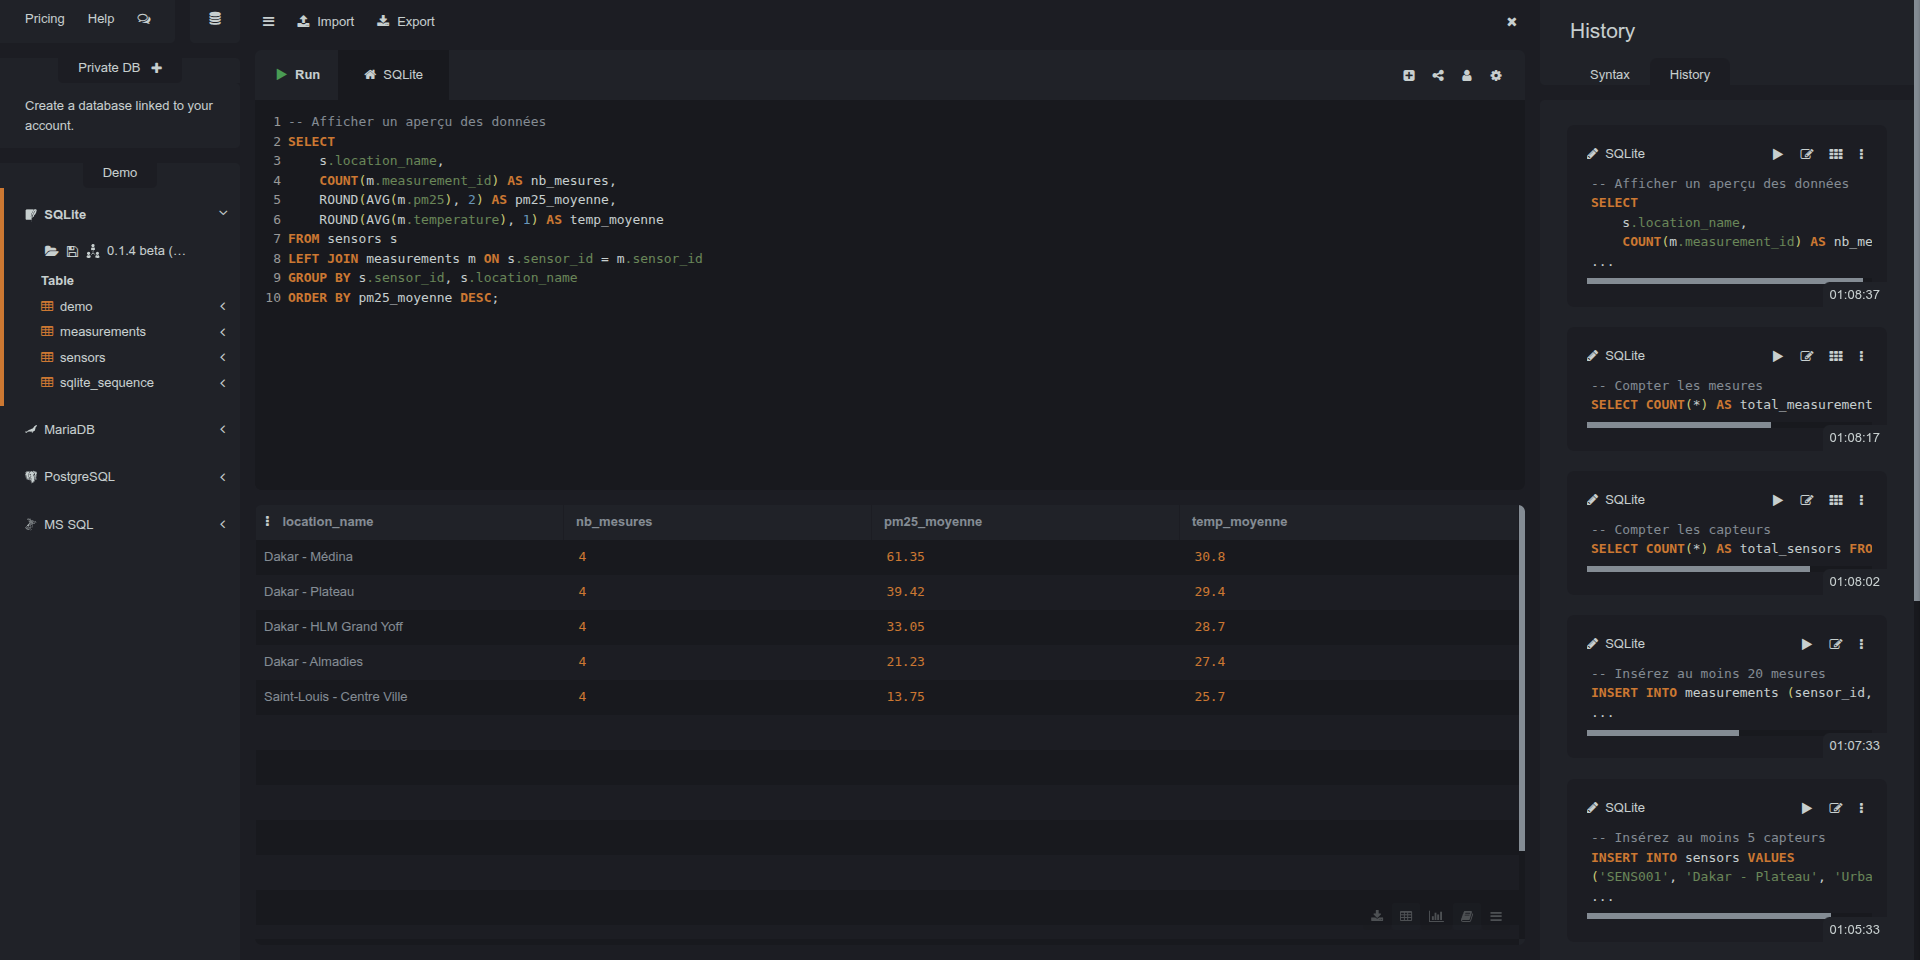 Pricing
Help
Private DB
Create a database linked to your
account.
Demo
SQLite
0.1.4 beta (...
Table
demo
measurements
sensors
sqlite_sequence
MariaDB
PostgreSQL
MS SQL
Import
Export
Run
SQLite
1 -- Afficher un aperçu des données
2 SELECT
3     s.location_name,
4     COUNT(m.measurement_id) AS nb_mesures,
5     ROUND(AVG(m.pm25), 2) AS pm25_moyenne,
6     ROUND(AVG(m.temperature), 1) AS temp_moyenne
7 FROM sensors s
8 LEFT JOIN measurements m ON s.sensor_id = m.sensor_id
9 GROUP BY s.sensor_id, s.location_name
10 ORDER BY pm25_moyenne DESC;
location_name nb_mesures pm25_moyenne temp_moyenne
Dakar - Médina 4 61.35 30.8
Dakar - Plateau 4 39.42 29.4
Dakar - HLM Grand Yoff 4 33.05 28.7
Dakar - Almadies 4 21.23 27.4
Saint-Louis - Centre Ville 4 13.75 25.7
History
Syntax
History
SQLite
-- Afficher un aperçu des données
SELECT
    s.location_name,
    COUNT(m.measurement_id) AS nb_me
...
01:08:37
SQLite
-- Compter les mesures
SELECT COUNT(*) AS total_measurement
01:08:17
SQLite
-- Compter les capteurs
SELECT COUNT(*) AS total_sensors FRO
01:08:02
SQLite
-- Insérez au moins 20 mesures
INSERT INTO measurements (sensor_id,
...
01:07:33
SQLite
-- Insérez au moins 5 capteurs
INSERT INTO sensors VALUES
('SENS001', 'Dakar - Plateau', 'Urba
...
01:05:33